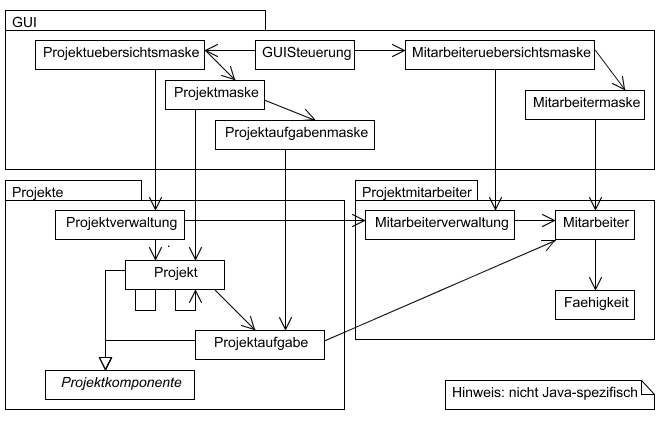 GUI
Projektuebersichtsmaske
GUISteuerung
Mitarbeiteruebersichtsmaske
Projektmaske
Mitarbeitermaske
Projektaufgabenmaske
Projekte
Projektmitarbeiter
Projektverwaltung
Mitarbeiterverwaltung
Mitarbeiter
Projekt
Faehigkeit
Projektaufgabe
Projektkomponente
Hinweis: nicht Java-spezifisch